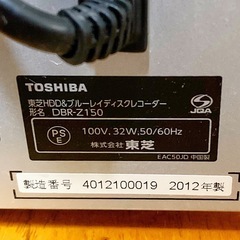 TOSHIBA
東芝HDD&ブルーレイディスクレコーダー
形名 DBR-Z150
JQA
PS
E
100V, 32W, 50/60Hz
株式会社 東芝
EAC50JD 中国製
製造番号 4012100019 2012年製